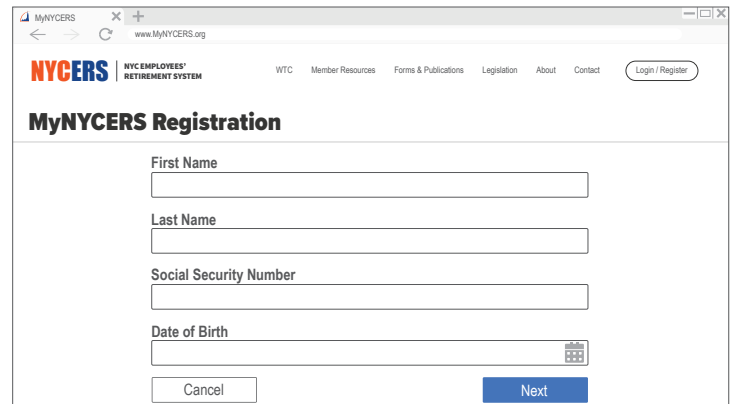 MyNYCERS
www.MyNYCERS.org
NYCERS NYC EMPLOYEES' RETIREMENT SYSTEM
WTC Member Resources Forms & Publications Legislation About Contact Login / Register
MyNYCERS Registration
First Name
Last Name
Social Security Number
Date of Birth
Cancel Next